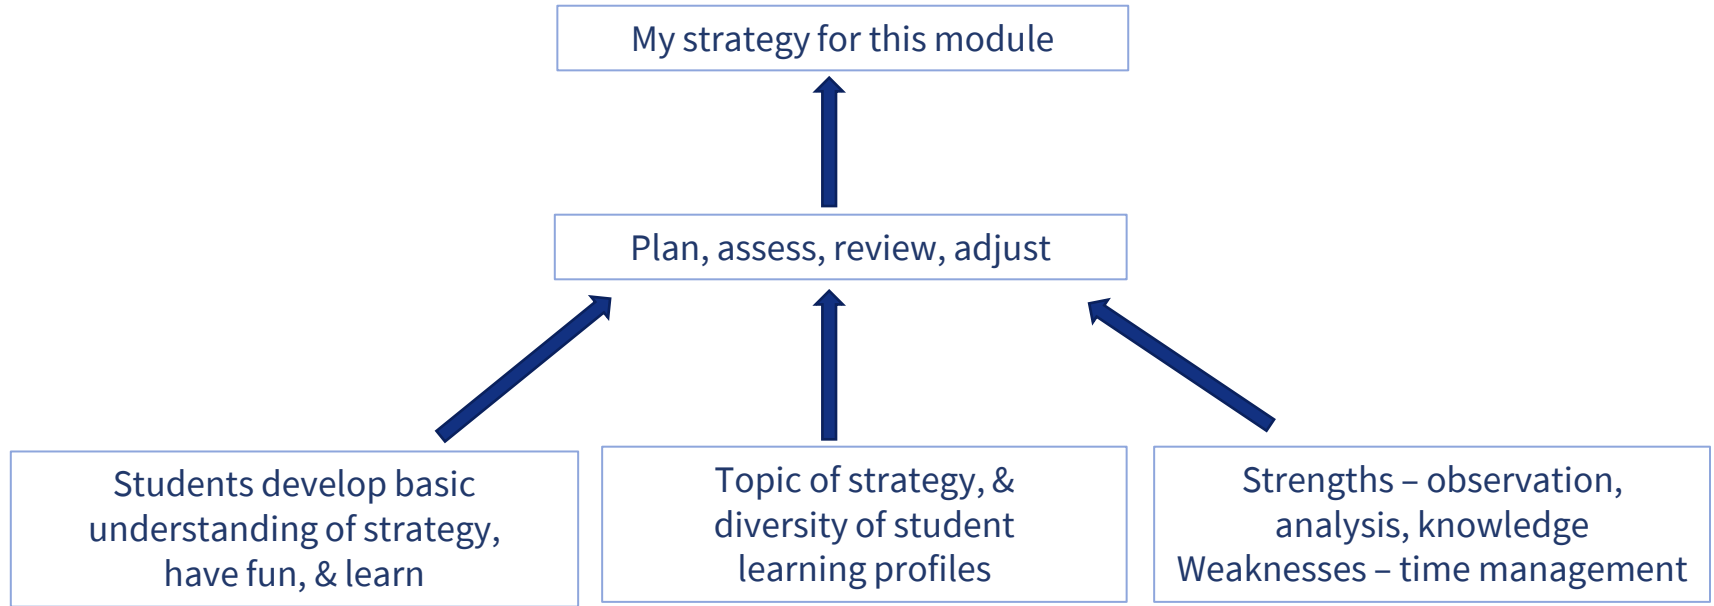 My strategy for this module
Plan, assess, review, adjust
Students develop basic
understanding of strategy,
have fun, & learn
Topic of strategy, &
diversity of student
learning profiles
Strengths – observation,
analysis, knowledge
Weaknesses – time management